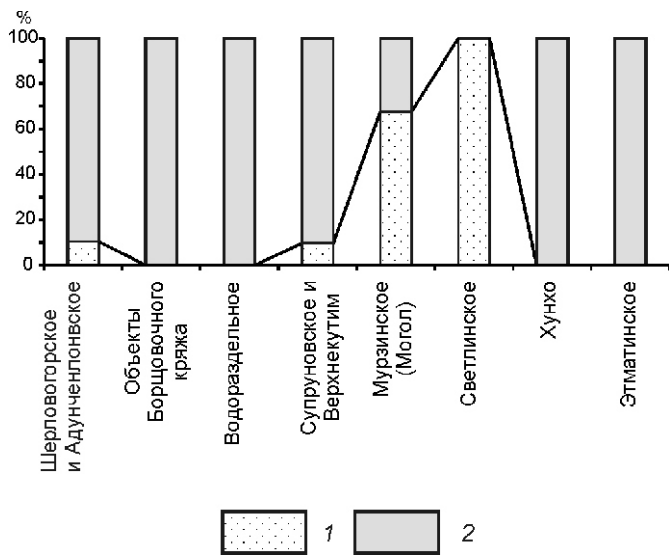 %
100
80
60
40
20
0
Шерловогорское
и Адунченлонвское
Объекты
Борщовочного
кряжа
Водораздельное
Супруновское и
Верхнекутим
Мурзинское
(Могол)
Светлинское
Хунхо
Этматинское
1
2